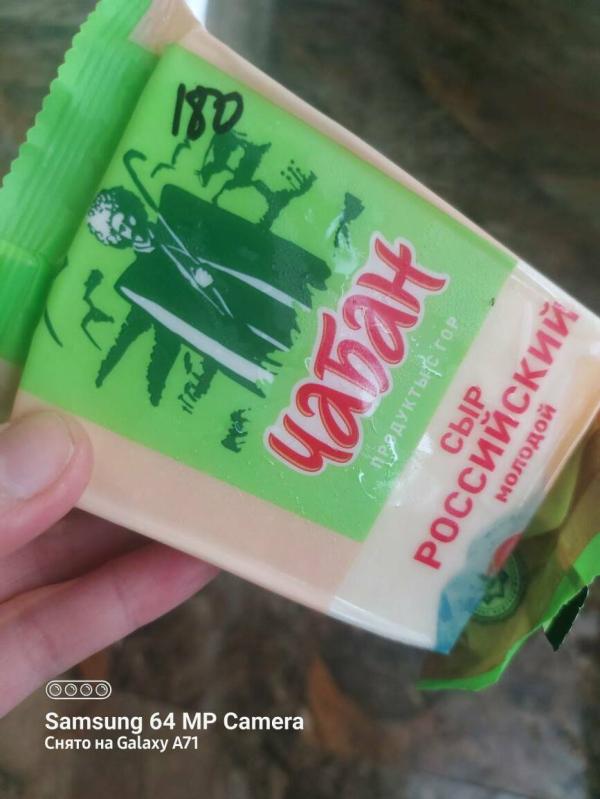 180
Чабан
ПРОДУКТЫ С ГОР
СЫР
РОССИЙСКИЙ
МОЛОДОЙ
Samsung 64 MP Camera
Снято на Galaxy A71